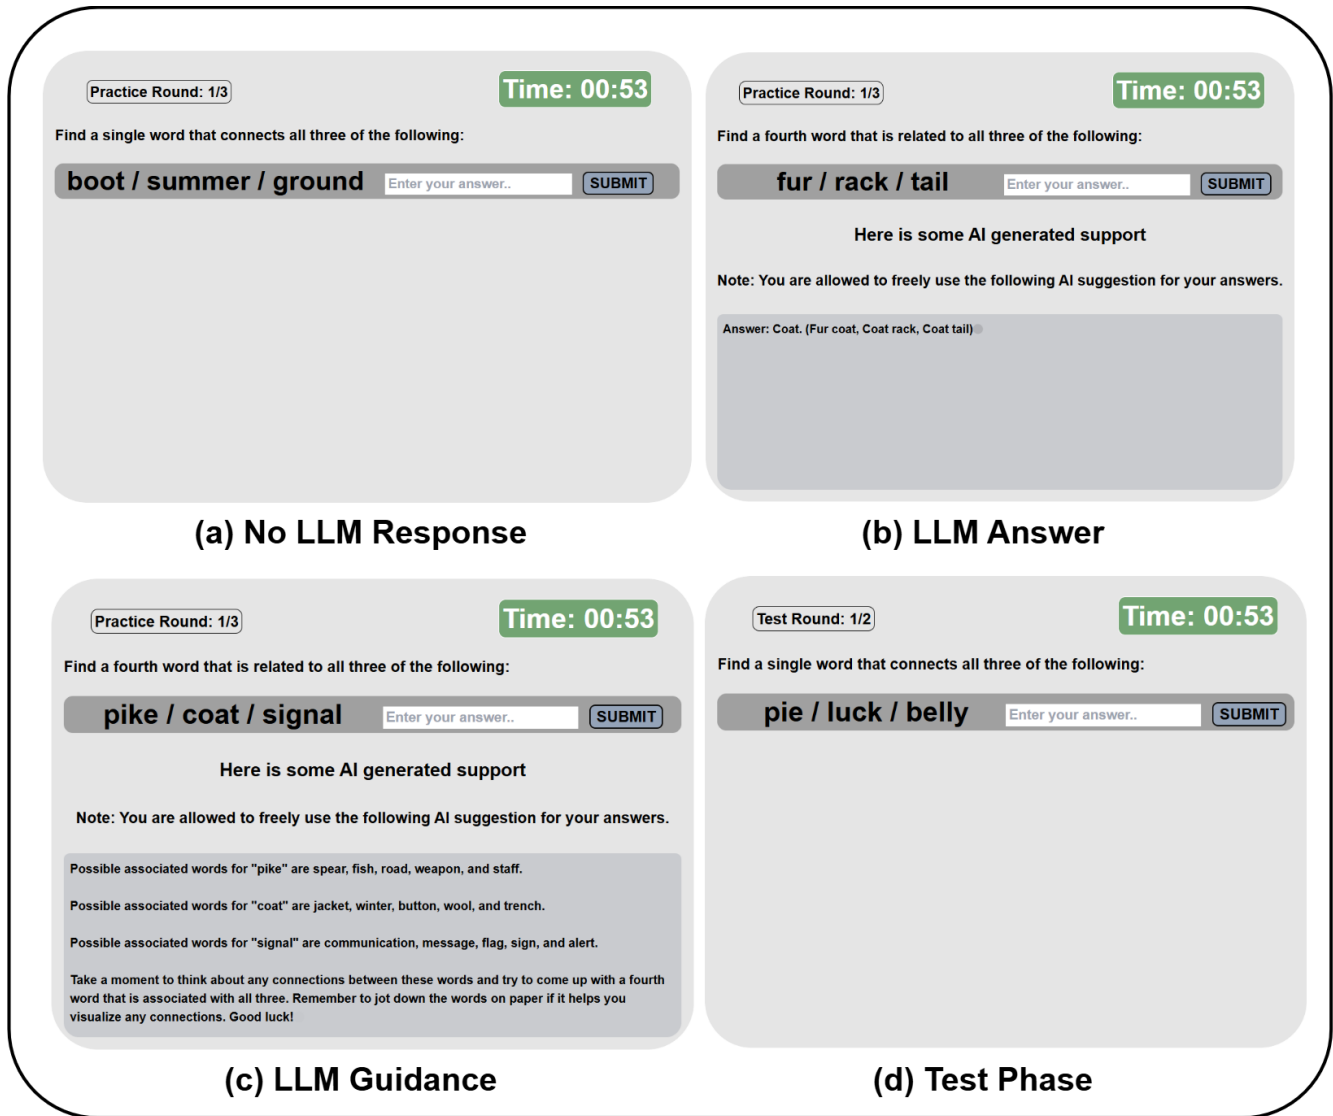 Practice Round: 1/3
Time: 00:53
Find a single word that connects all three of the following:
boot / summer / ground
Enter your answer..
SUBMIT
(a) No LLM Response
Practice Round: 1/3
Time: 00:53
Find a fourth word that is related to all three of the following:
fur / rack / tail
Enter your answer..
SUBMIT
Here is some AI generated support
Note: You are allowed to freely use the following AI suggestion for your answers.
Answer: Coat. (Fur coat, Coat rack, Coat tail)
(b) LLM Answer
Practice Round: 1/3
Time: 00:53
Find a fourth word that is related to all three of the following:
pike / coat / signal
Enter your answer..
SUBMIT
Here is some AI generated support
Note: You are allowed to freely use the following AI suggestion for your answers.
Possible associated words for "pike" are spear, fish, road, weapon, and staff.
Possible associated words for "coat" are jacket, winter, button, wool, and trench.
Possible associated words for "signal" are communication, message, flag, sign, and alert.
Take a moment to think about any connections between these words and try to come up with a fourth
word that is associated with all three. Remember to jot down the words on paper if it helps you
visualize any connections. Good luck!
(c) LLM Guidance
Test Round: 1/2
Time: 00:53
Find a single word that connects all three of the following:
pie / luck / belly
Enter your answer..
SUBMIT
(d) Test Phase